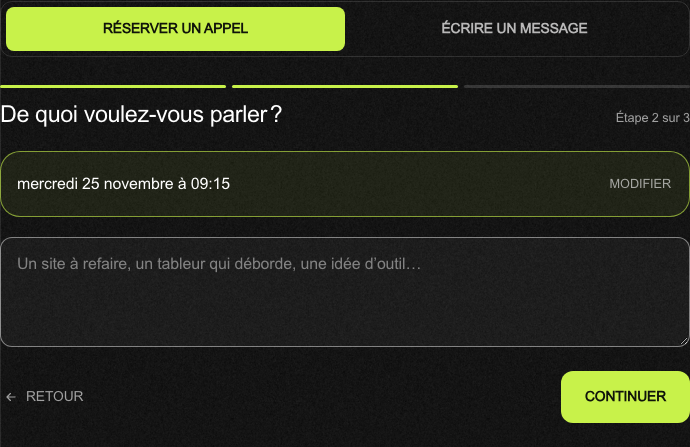 RÉSERVER UN APPEL
ÉCRIRE UN MESSAGE
De quoi voulez-vous parler ?
Étape 2 sur 3
mercredi 25 novembre à 09:15
MODIFIER
Un site à refaire, un tableur qui déborde, une idée d’outil…
← RETOUR
CONTINUER